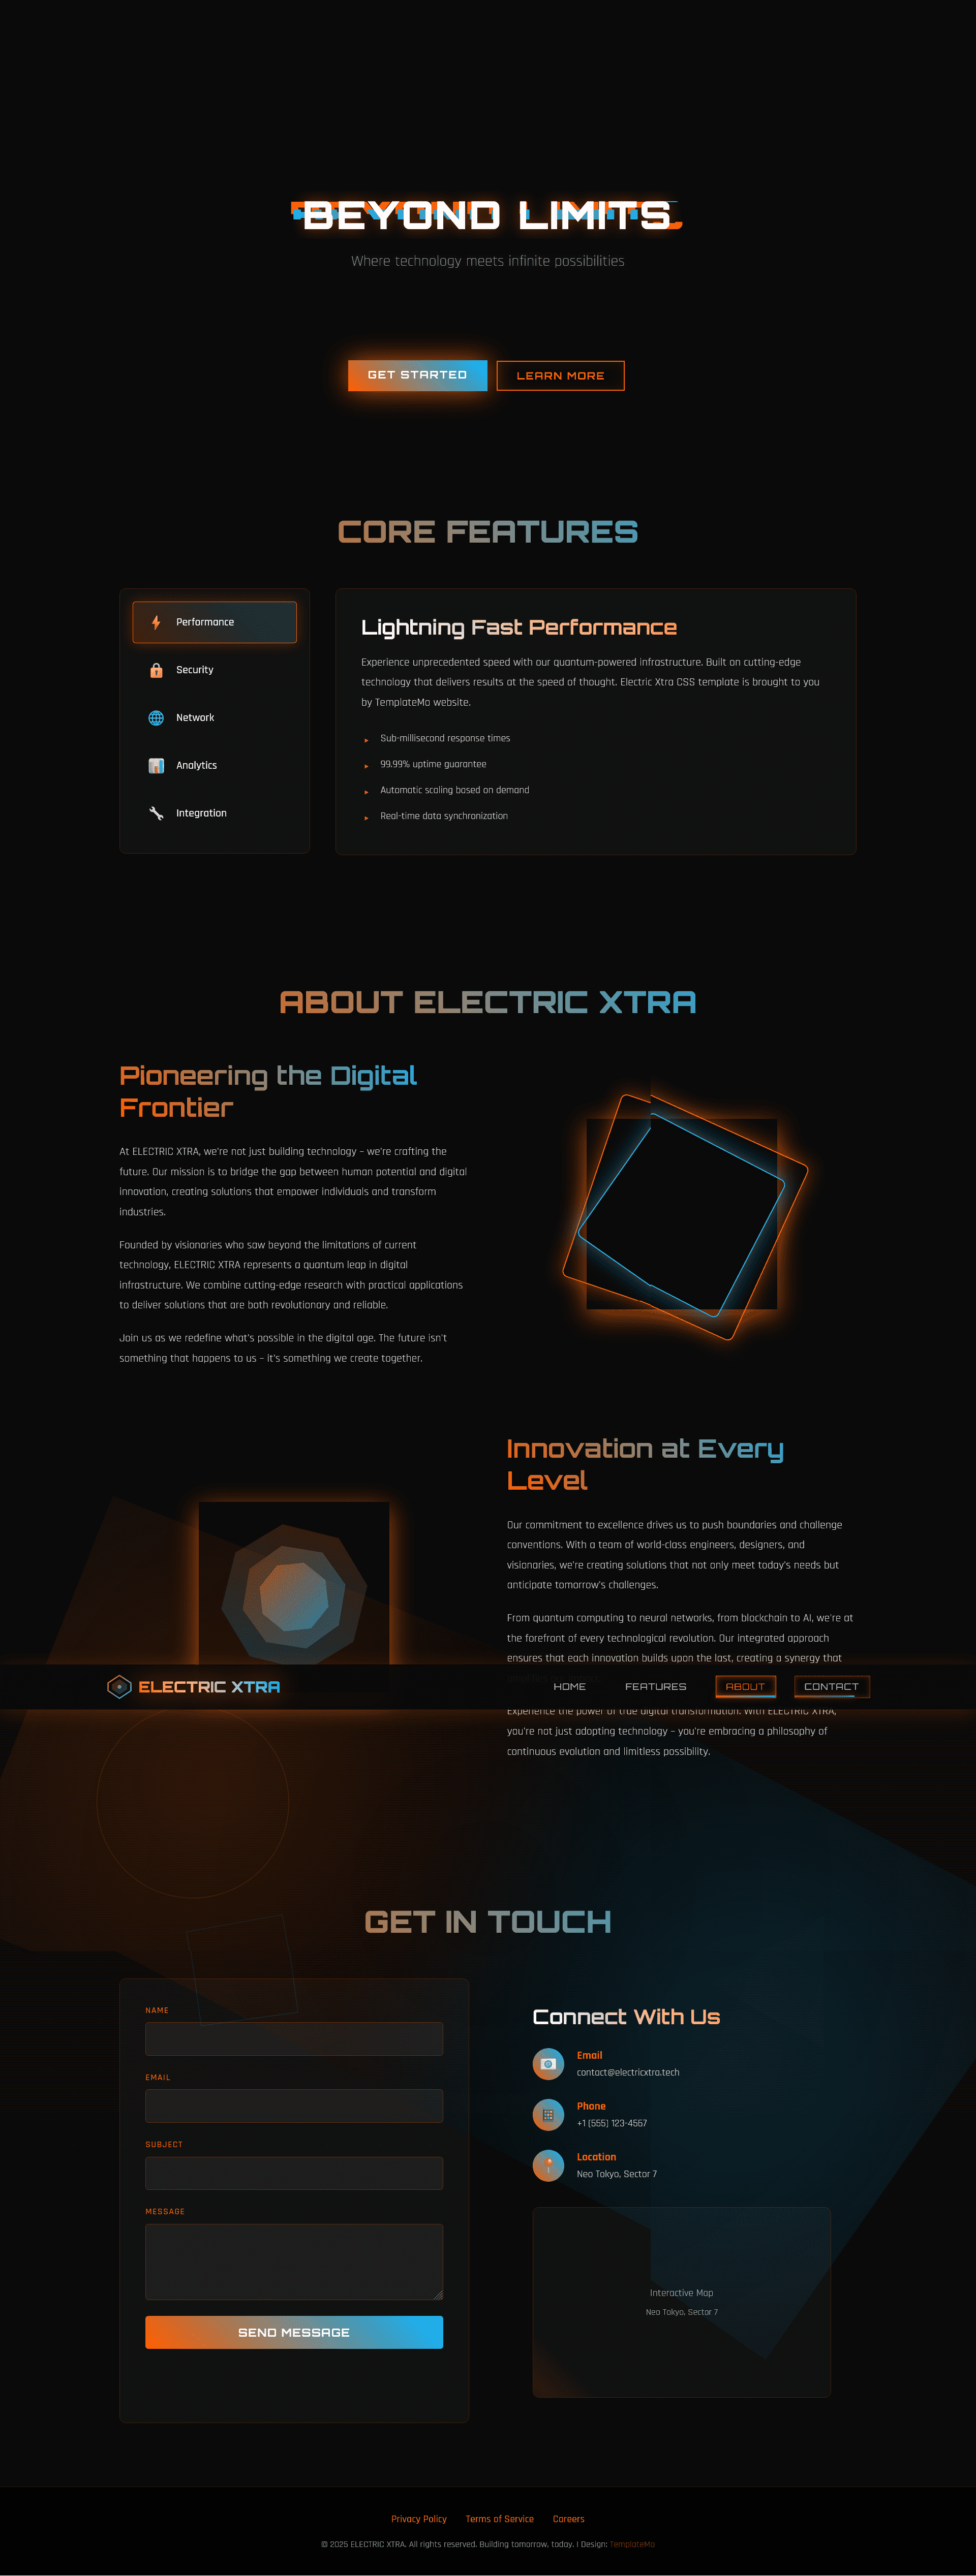 BEYOND LIMITS
Where technology meets infinite possibilities
GET STARTED
LEARN MORE
CORE FEATURES
Performance
Security
Network
Analytics
Integration
Lightning Fast Performance
Experience unprecedented speed with our quantum-powered infrastructure. Built on cutting-edge
technology that delivers results at the speed of thought. Electric Xtra CSS template is brought to you
by TemplateMo website.
Sub-millisecond response times
99.99% uptime guarantee
Automatic scaling based on demand
Real-time data synchronization
ABOUT ELECTRIC XTRA
Pioneering the Digital
Frontier
At ELECTRIC XTRA, we're not just building technology – we're crafting the
future. Our mission is to bridge the gap between human potential and digital
innovation, creating solutions that empower individuals and transform
industries.
Founded by visionaries who saw beyond the limitations of current
technology, ELECTRIC XTRA represents a quantum leap in digital
infrastructure. We combine cutting-edge research with practical applications
to deliver solutions that are both revolutionary and reliable.
Join us as we redefine what's possible in the digital age. The future isn't
something that happens to us – it's something we create together.
Innovation at Every
Level
Our commitment to excellence drives us to push boundaries and challenge
conventions. With a team of world-class engineers, designers, and
visionaries, we're creating solutions that not only meet today's needs but
anticipate tomorrow's challenges.
From quantum computing to neural networks, from blockchain to AI, we're at
the forefront of every technological revolution. Our integrated approach
ensures that each innovation builds upon the last, creating a synergy that
ELECTRIC XTRA
HOME
FEATURES
ABOUT
CONTACT
Experience the power of true digital transformation. With ELECTRIC XTRA,
you're not just adopting technology – you're embracing a philosophy of
continuous evolution and limitless possibility.
GET IN TOUCH
NAME
EMAIL
SUBJECT
MESSAGE
SEND MESSAGE
Connect With Us
Email
contact@electricxtra.tech
Phone
+1 (555) 123-4567
Location
Neo Tokyo, Sector 7
Interactive Map
Neo Tokyo, Sector 7
Privacy Policy
Terms of Service
Careers
© 2025 ELECTRIC XTRA. All rights reserved. Building tomorrow, today. | Design: TemplateMo